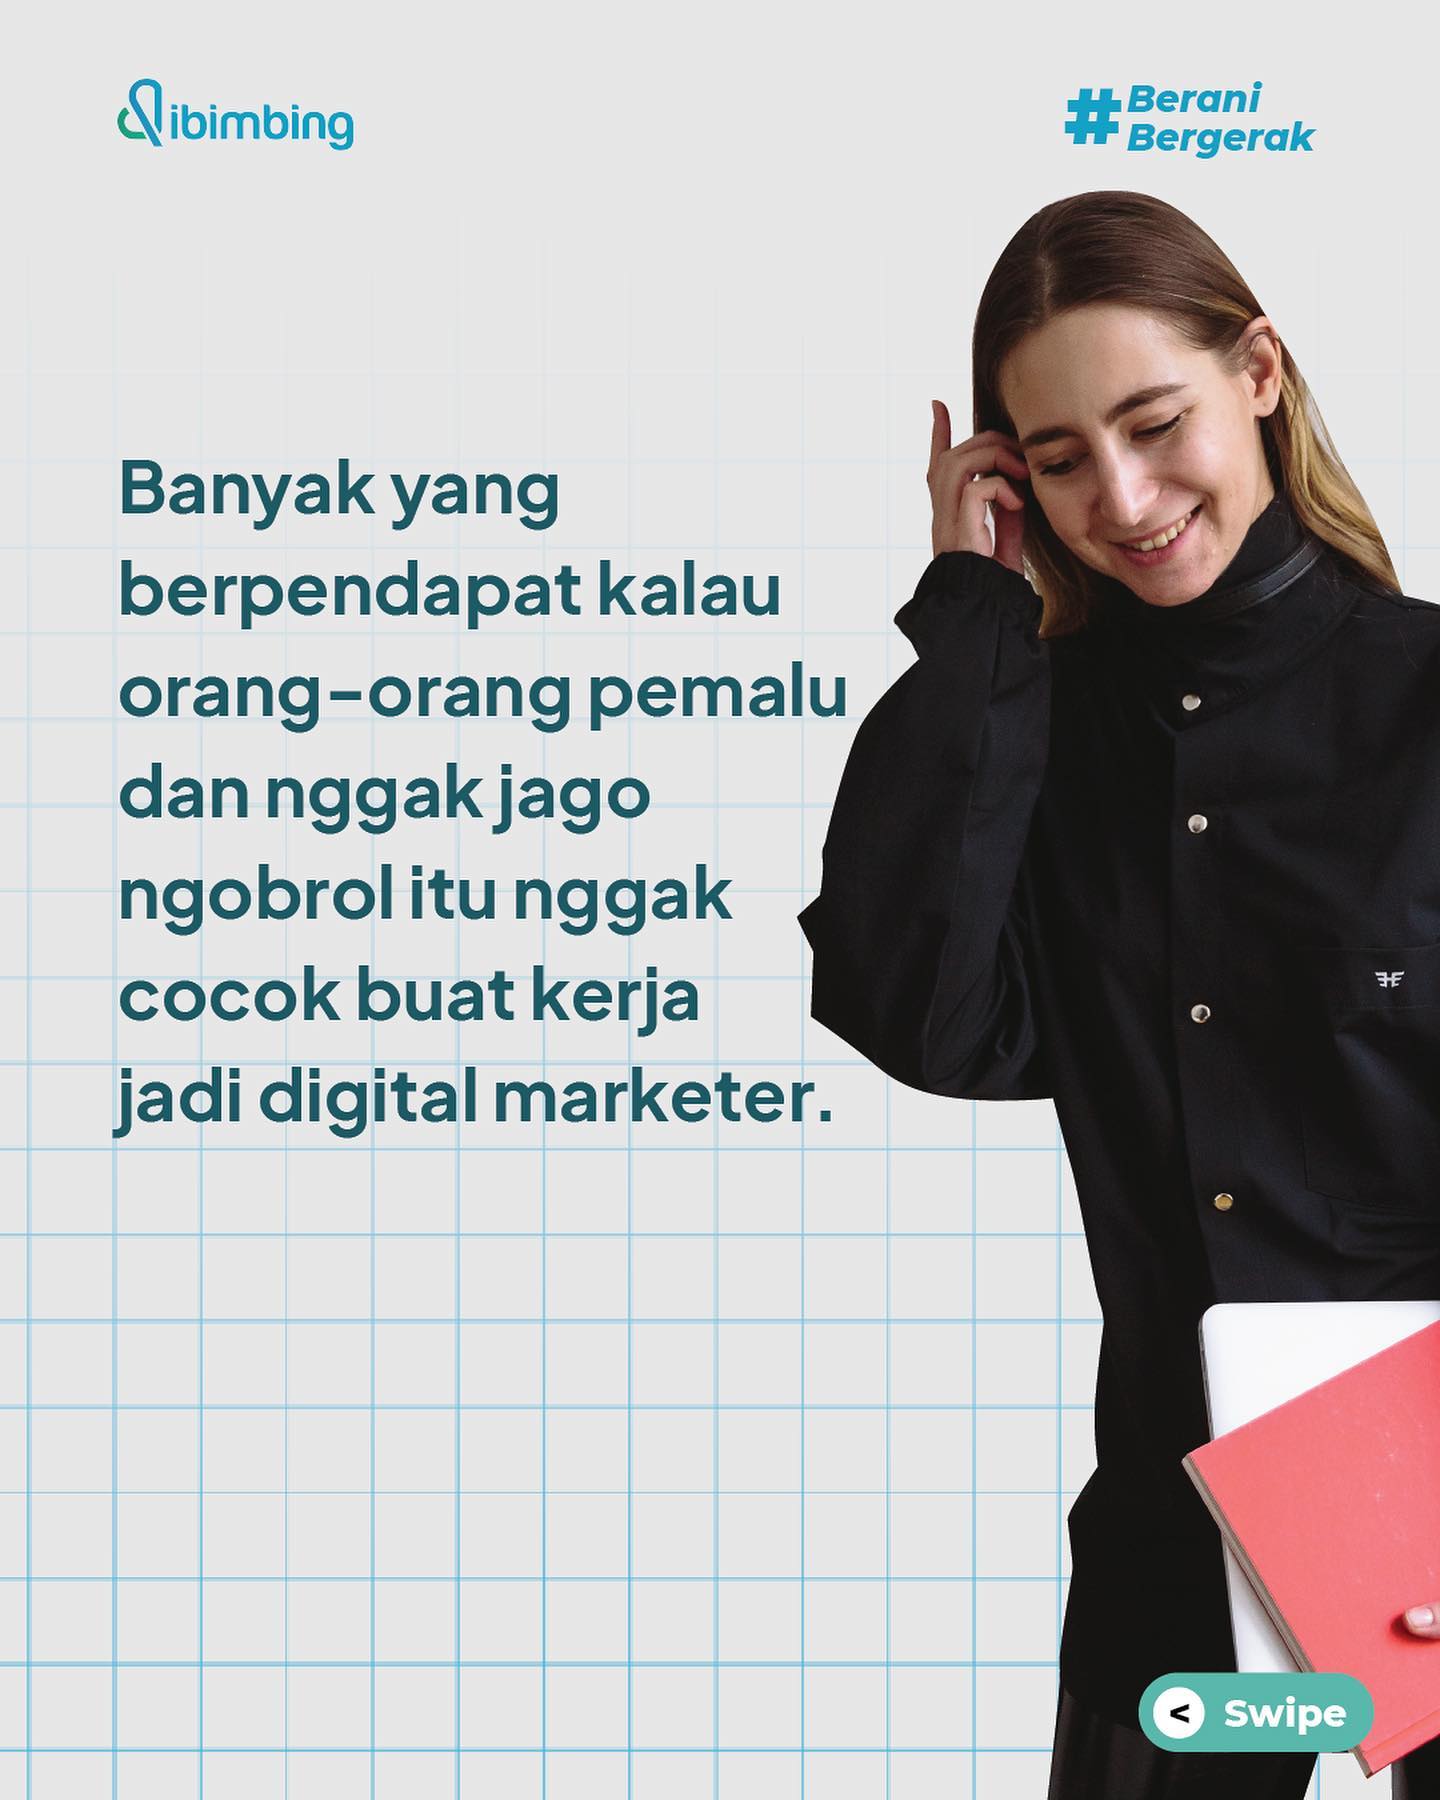 dibimbing
#Berani
Bergerak
Banyak yang
berpendapat kalau
orang-orang pemalu
dan nggak jago
ngobrol itu nggak
cocok buat kerja
jadi digital marketer.
< Swipe